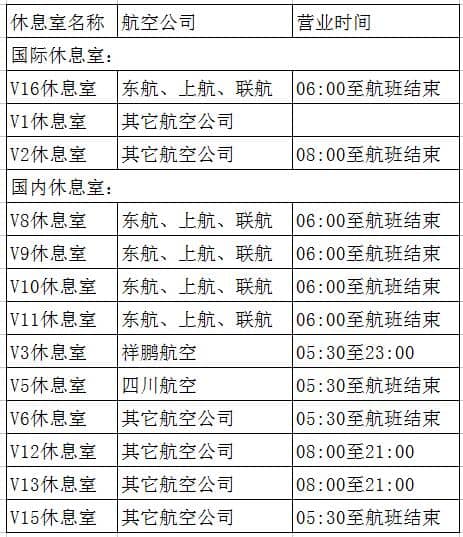 休息室名称 航空公司 营业时间
国际休息室：
V16休息室 东航、上航、联航 06:00至航班结束
V1休息室 其它航空公司
V2休息室 其它航空公司 08:00至航班结束
国内休息室：
V8休息室 东航、上航、联航 06:00至航班结束
V9休息室 东航、上航、联航 06:00至航班结束
V10休息室 东航、上航、联航 06:00至航班结束
V11休息室 东航、上航、联航 06:00至航班结束
V3休息室 祥鹏航空 05:30至23:00
V5休息室 四川航空 05:30至航班结束
V6休息室 其它航空公司 05:30至航班结束
V12休息室 其它航空公司 08:00至21:00
V13休息室 其它航空公司 08:00至21:00
V15休息室 其它航空公司 05:30至航班结束